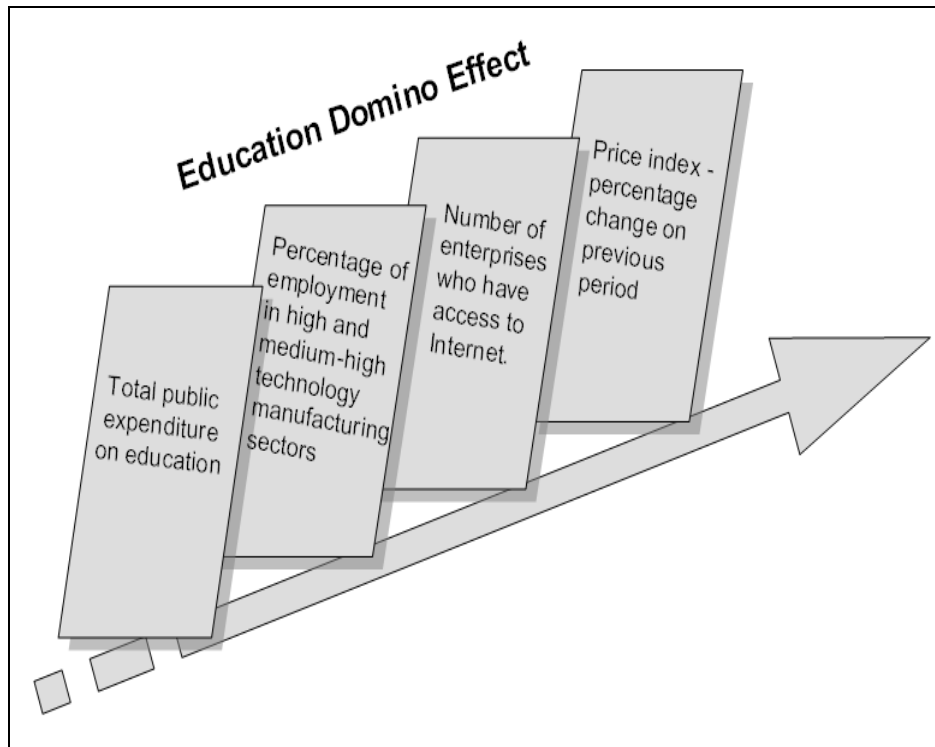 Education Domino Effect
Total public
expenditure
on education
Percentage of
employment
in high and
medium-high
technology
manufacturing
sectors
Number of
enterprises
who have
access to
Internet.
Price index -
percentage
change on
previous
period